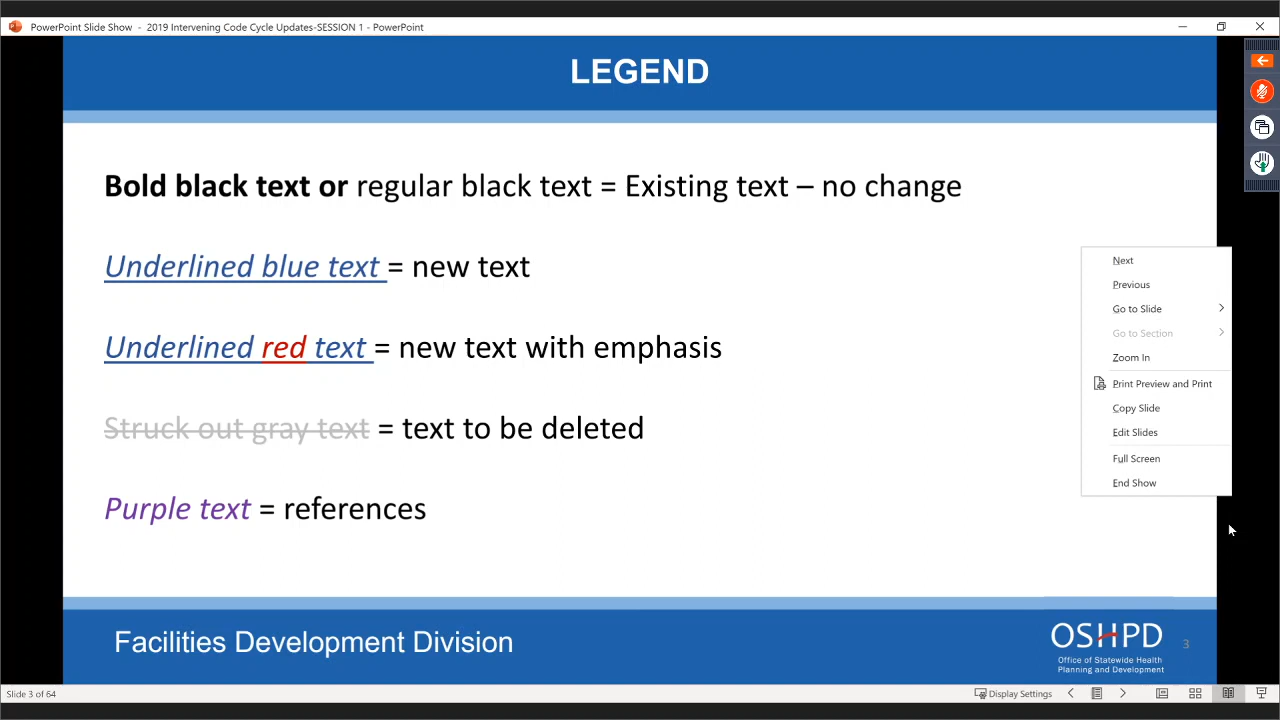 PowerPoint Slide Show - 2019 Intervening Code Cycle Updates-SESSION 1 - PowerPoint
LEGEND
Bold black text or regular black text = Existing text – no change
Underlined blue text = new text
Underlined red text = new text with emphasis
Struck out gray text = text to be deleted
Purple text = references
Next
Previous
Go to Slide
Go to Section
Zoom In
Print Preview and Print
Copy Slide
Edit Slides
Full Screen
End Show
Facilities Development Division
OSHPD
Office of Statewide Health
Planning and Development
3
Slide 3 of 64
Display Settings